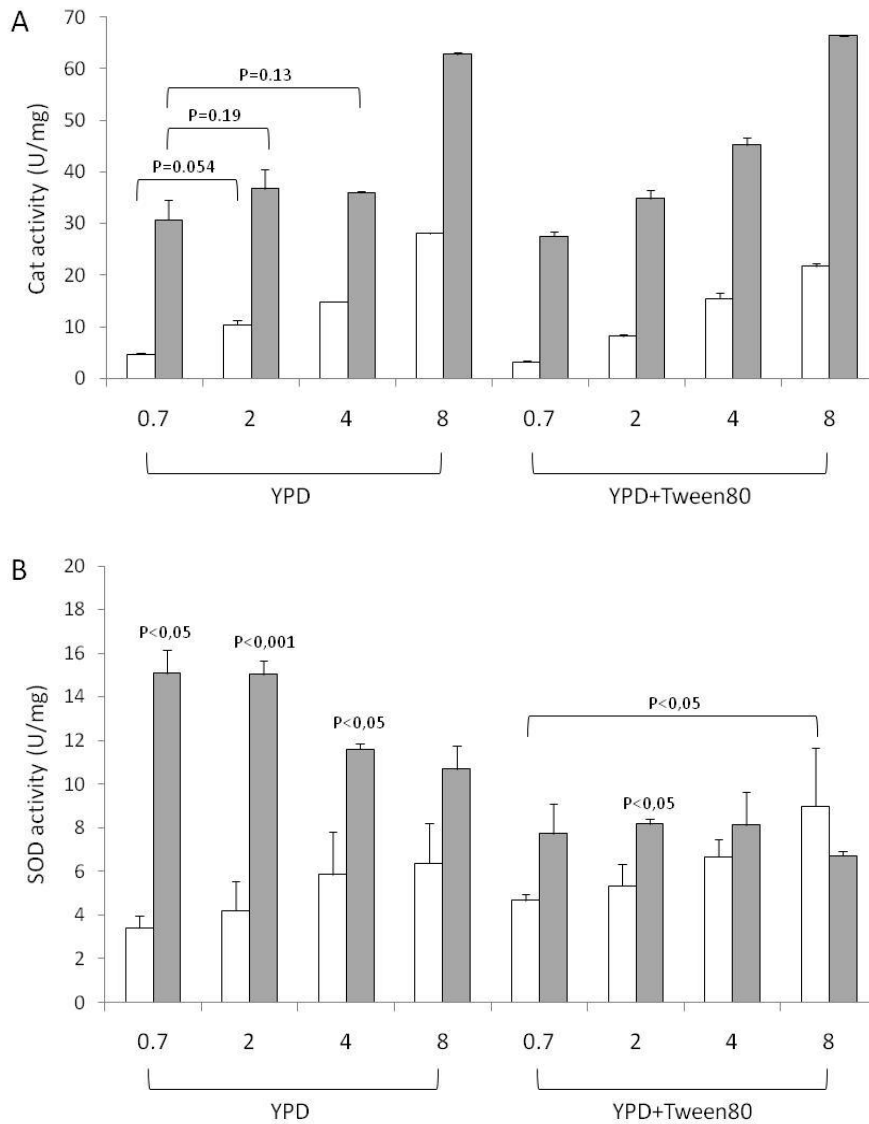 A
Cat activity (U/mg)
70
60
50
40
30
20
10
0
P=0.13
P=0.19
P=0.054
0.7 2 4 8 0.7 2 4 8
YPD YPD+Tween80
B
SOD activity (U/mg)
20
18
16
14
12
10
8
6
4
2
0
P<0,05
P<0,001
P<0,05
P<0,05
P<0,05
0.7 2 4 8 0.7 2 4 8
YPD YPD+Tween80